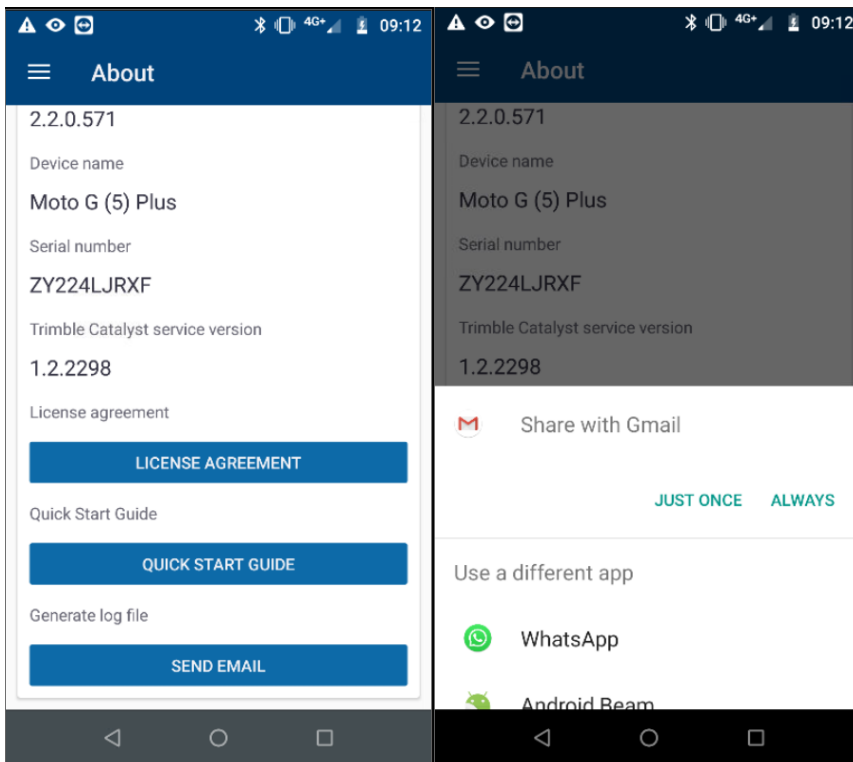 4G+ 09:12
About
2.2.0.571
Device name
Moto G (5) Plus
Serial number
ZY224LJRXF
Trimble Catalyst service version
1.2.2298
License agreement
LICENSE AGREEMENT
Quick Start Guide
QUICK START GUIDE
Generate log file
SEND EMAIL
4G+ 09:12
About
2.2.0.571
Device name
Moto G (5) Plus
Serial number
ZY224LJRXF
Trimble Catalyst service version
1.2.2298
Share with Gmail
JUST ONCE ALWAYS
Use a different app
WhatsApp
Android Beam